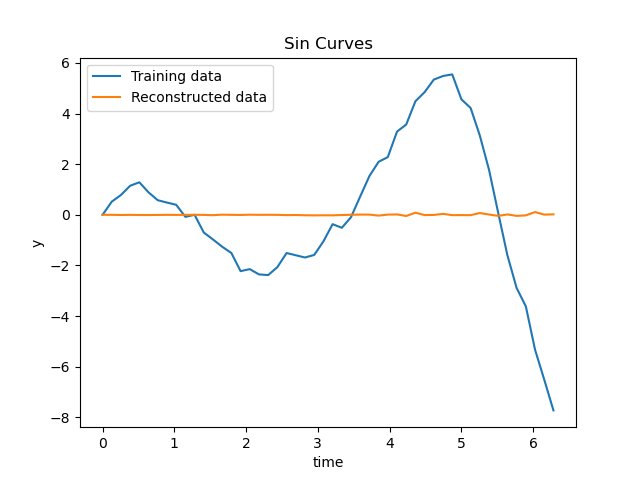 Sin Curves
Training data
Reconstructed data
6
4
2
0
−2
−4
−6
−8
y
0 1 2 3 4 5 6
time